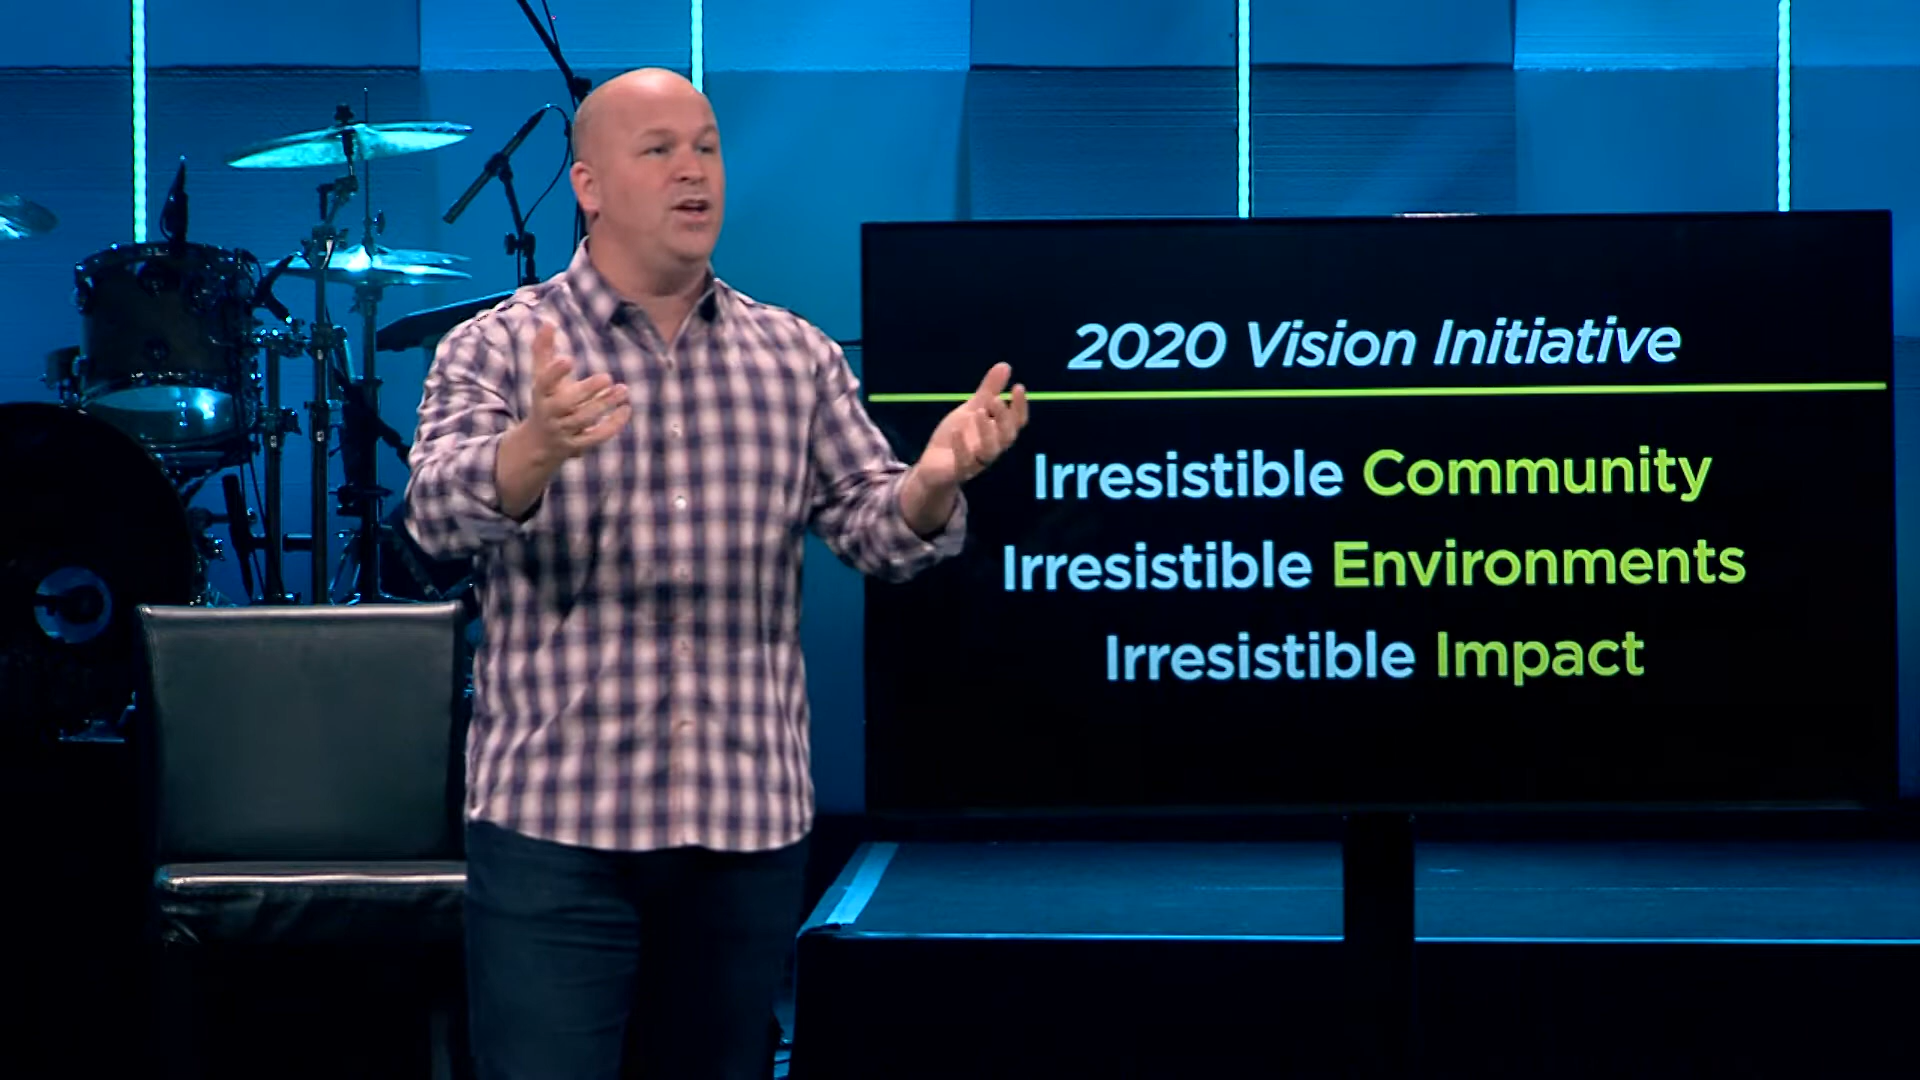 2020 Vision Initiative
Irresistible Community
Irresistible Environments
Irresistible Impact